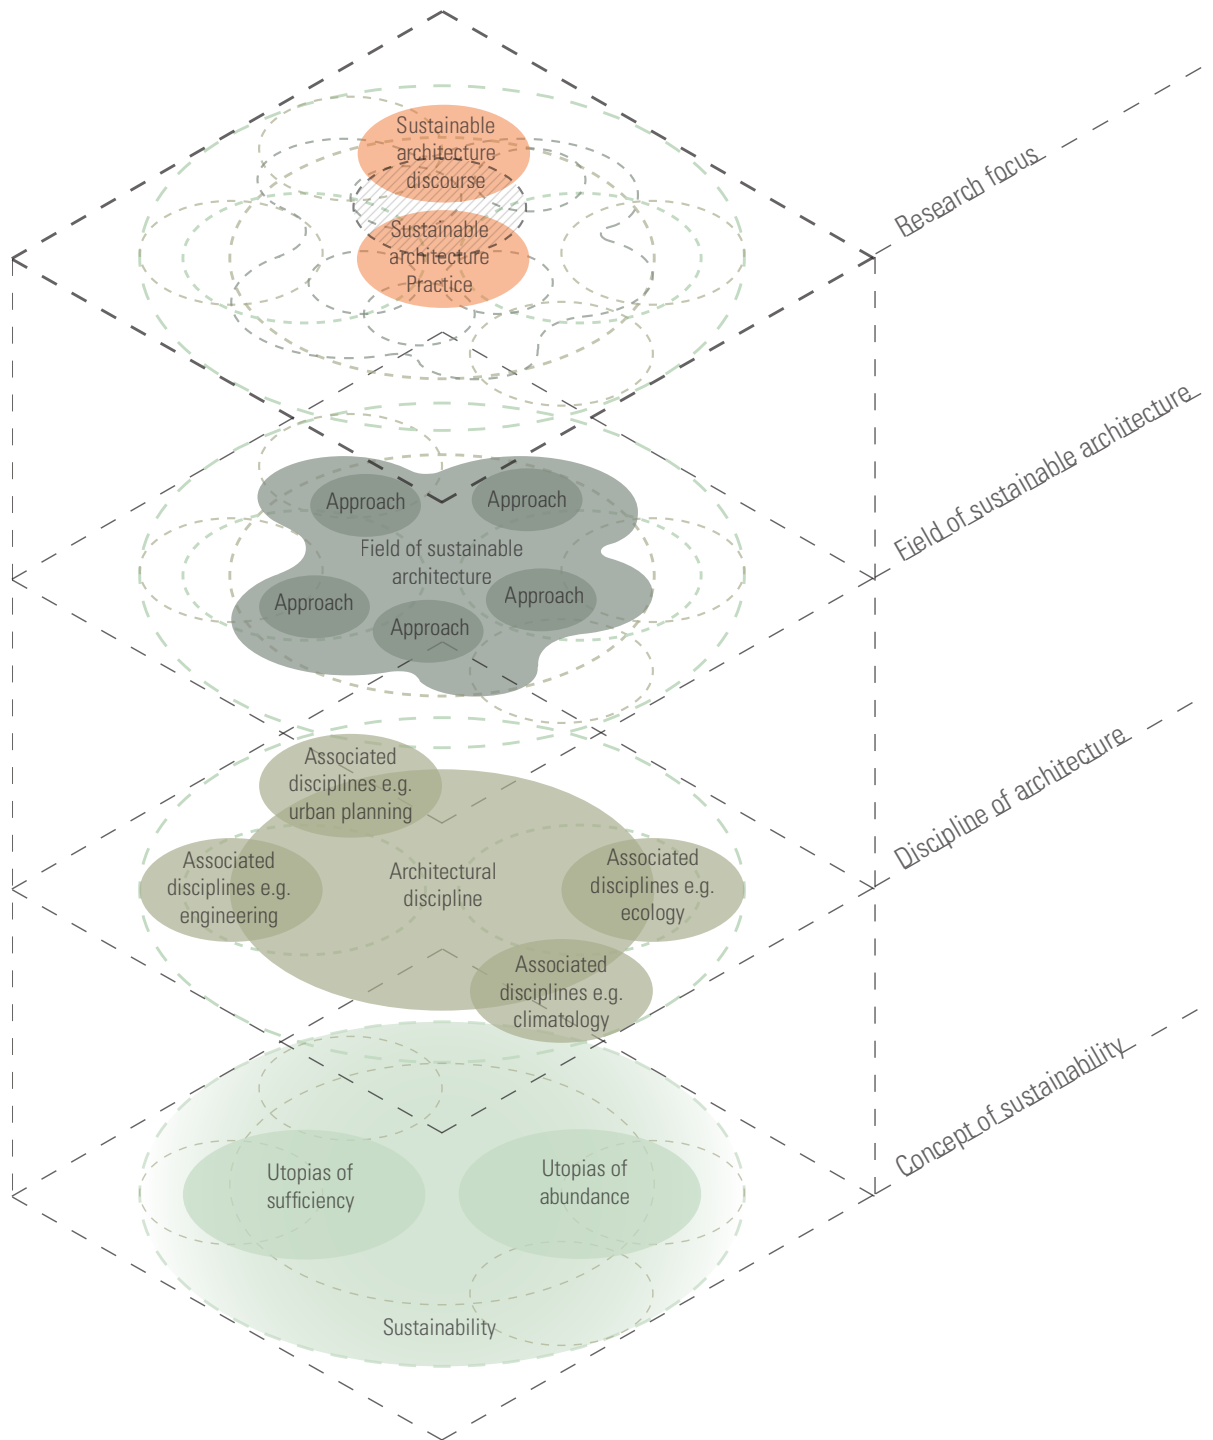 Sustainable
architecture
discourse
Sustainable
architecture
Practice
Research focus
Approach
Approach
Field of sustainable
architecture
Approach
Approach
Approach
Field of sustainable architecture
Associated
disciplines e.g.
urban planning
Associated
disciplines e.g.
engineering
Architectural
discipline
Associated
disciplines e.g.
ecology
Associated
disciplines e.g.
climatology
Discipline of architecture
Utopias of
sufficiency
Utopias of
abundance
Sustainability
Concept of sustainability